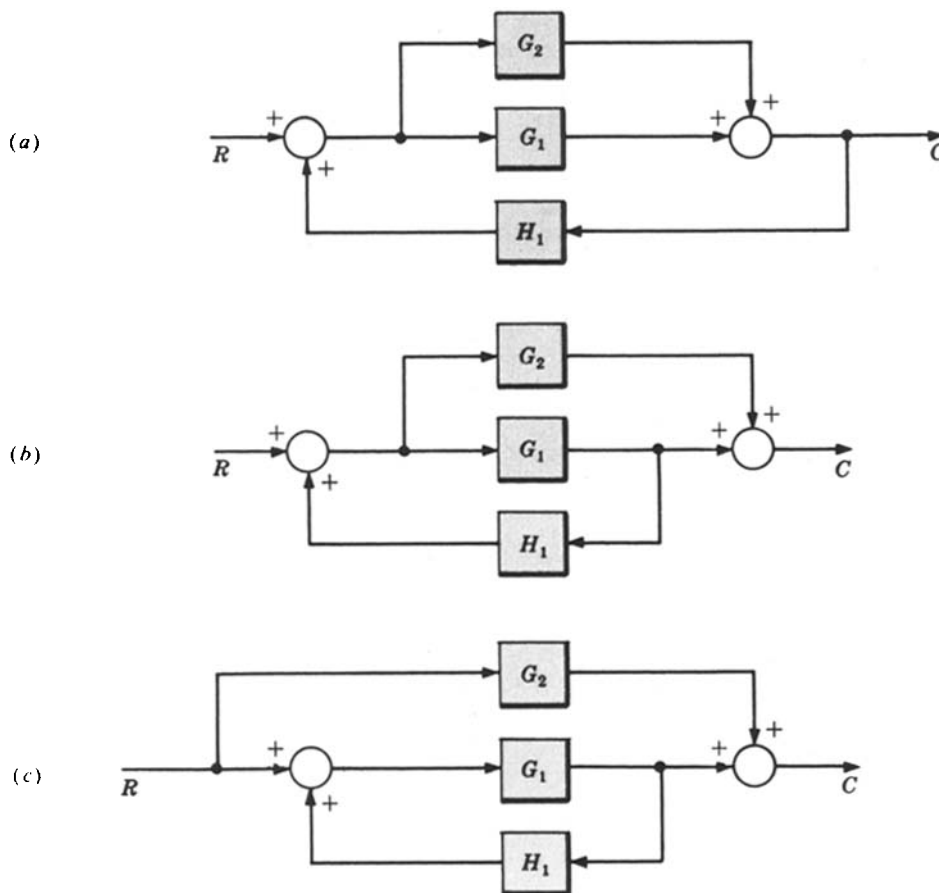 G₂
(a)
+ + +
R G₁ C
+
H₁
G₂
(b)
+ + +
R G₁ C
+
H₁
G₂
(c)
+ + +
R G₁ C
+
H₁